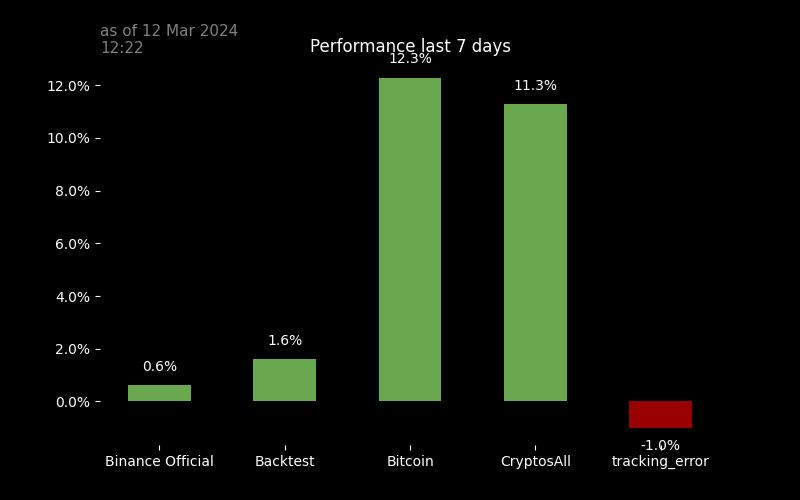 as of 12 Mar 2024
12:22
Performance last 7 days
12.3%
11.3%
1.6%
0.6%
-1.0%
12.0%
10.0%
8.0%
6.0%
4.0%
2.0%
0.0%
Binance Official
Backtest
Bitcoin
CryptosAll
tracking_error